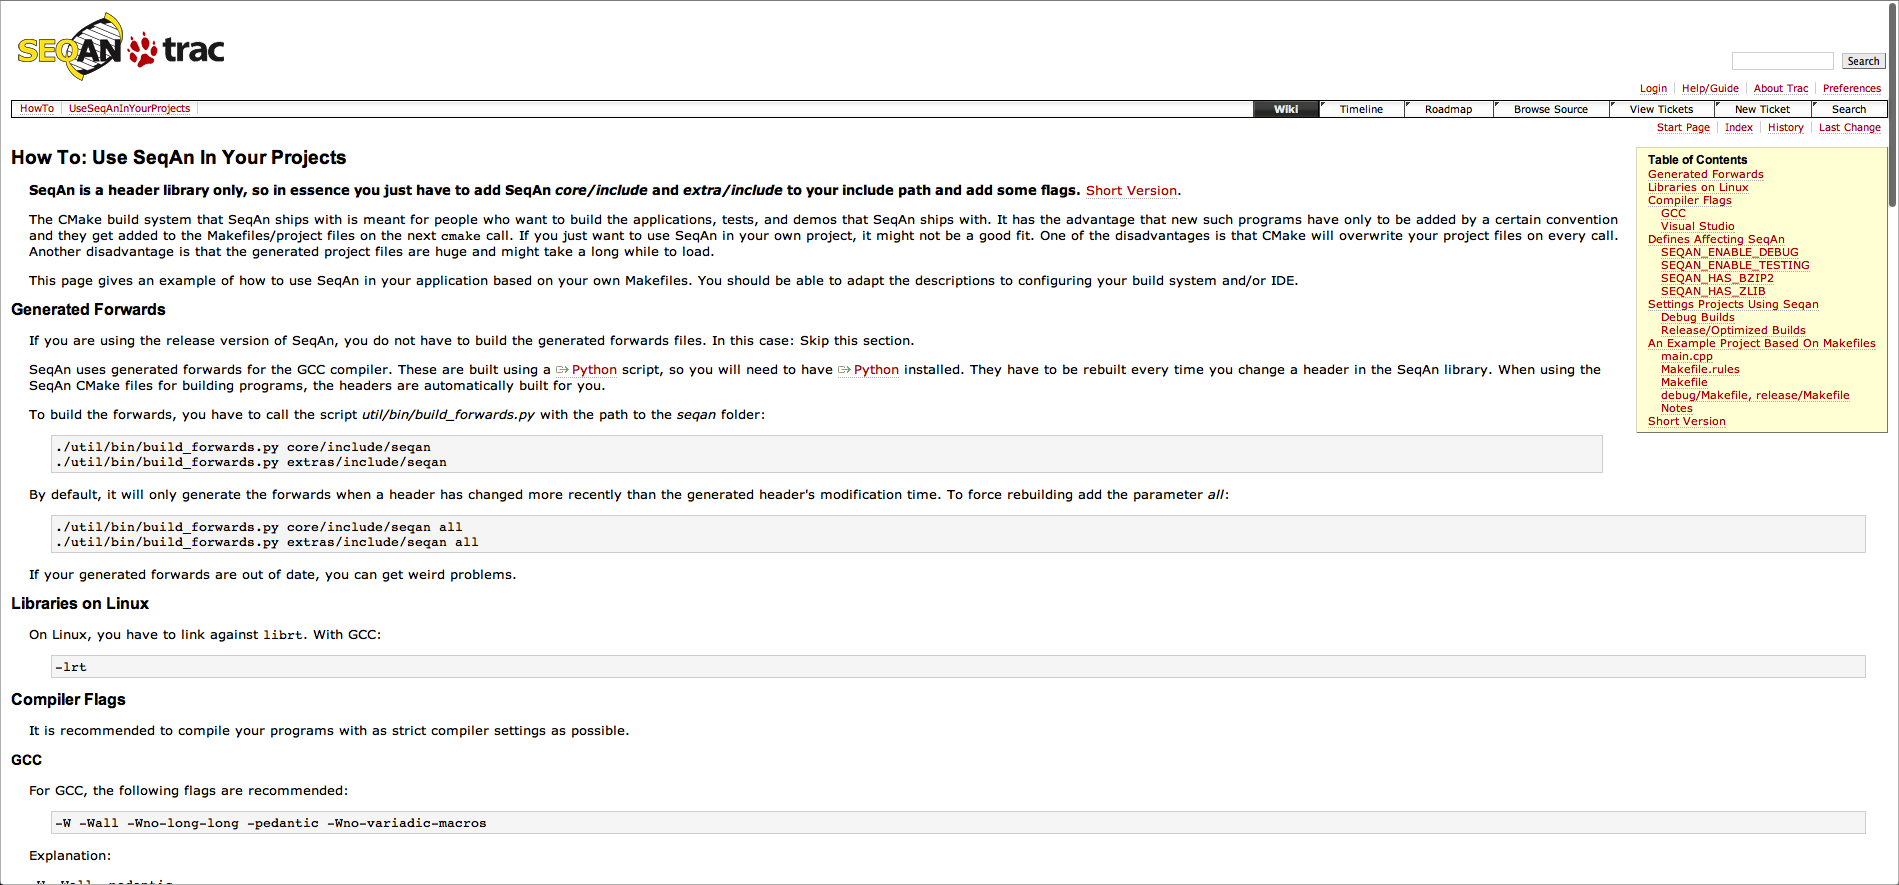 SEQAN trac
Search
Login Help/Guide About Trac Preferences
HowTo UseSeqAnInYourProjects Wiki Timeline Roadmap Browse Source View Tickets New Ticket Search
Start Page Index History Last Change
How To: Use SeqAn In Your Projects
SeqAn is a header library only, so in essence you just have to add SeqAn core/include and extra/include to your include path and add some flags. Short Version.
The CMake build system that SeqAn ships with is meant for people who want to build the applications, tests, and demos that SeqAn ships with. It has the advantage that new such programs have only to be added by a certain convention
and they get added to the Makefiles/project files on the next cmake call. If you just want to use SeqAn in your own project, it might not be a good fit. One of the disadvantages is that CMake will overwrite your project files on every call.
Another disadvantage is that the generated project files are huge and might take a long while to load.
This page gives an example of how to use SeqAn in your application based on your own Makefiles. You should be able to adapt the descriptions to configuring your build system and/or IDE.
Generated Forwards
If you are using the release version of SeqAn, you do not have to build the generated forwards files. In this case: Skip this section.
SeqAn uses generated forwards for the GCC compiler. These are built using a Python script, so you will need to have Python installed. They have to be rebuilt every time you change a header in the SeqAn library. When using the
SeqAn CMake files for building programs, the headers are automatically built for you.
To build the forwards, you have to call the script util/bin/build_forwards.py with the path to the seqan folder:
./util/bin/build_forwards.py core/include/seqan
./util/bin/build_forwards.py extras/include/seqan
By default, it will only generate the forwards when a header has changed more recently than the generated header's modification time. To force rebuilding add the parameter all:
./util/bin/build_forwards.py core/include/seqan all
./util/bin/build_forwards.py extras/include/seqan all
If your generated forwards are out of date, you can get weird problems.
Libraries on Linux
On Linux, you have to link against librt. With GCC:
-lrt
Compiler Flags
It is recommended to compile your programs with as strict compiler settings as possible.
GCC
For GCC, the following flags are recommended:
-W -Wall -Wno-long-long -pedantic -Wno-variadic-macros
Explanation:
-W -Wall -pedantic
Table of Contents
Generated Forwards
Libraries on Linux
Compiler Flags
GCC
Visual Studio
Defines Affecting SeqAn
SEQAN_ENABLE_DEBUG
SEQAN_ENABLE_TESTING
SEQAN_HAS_BZIP2
SEQAN_HAS_ZLIB
Settings Projects Using Seqan
Debug Builds
Release/Optimized Builds
An Example Project Based On Makefiles
main.cpp
Makefile.rules
Makefile
debug/Makefile, release/Makefile
Notes
Short Version